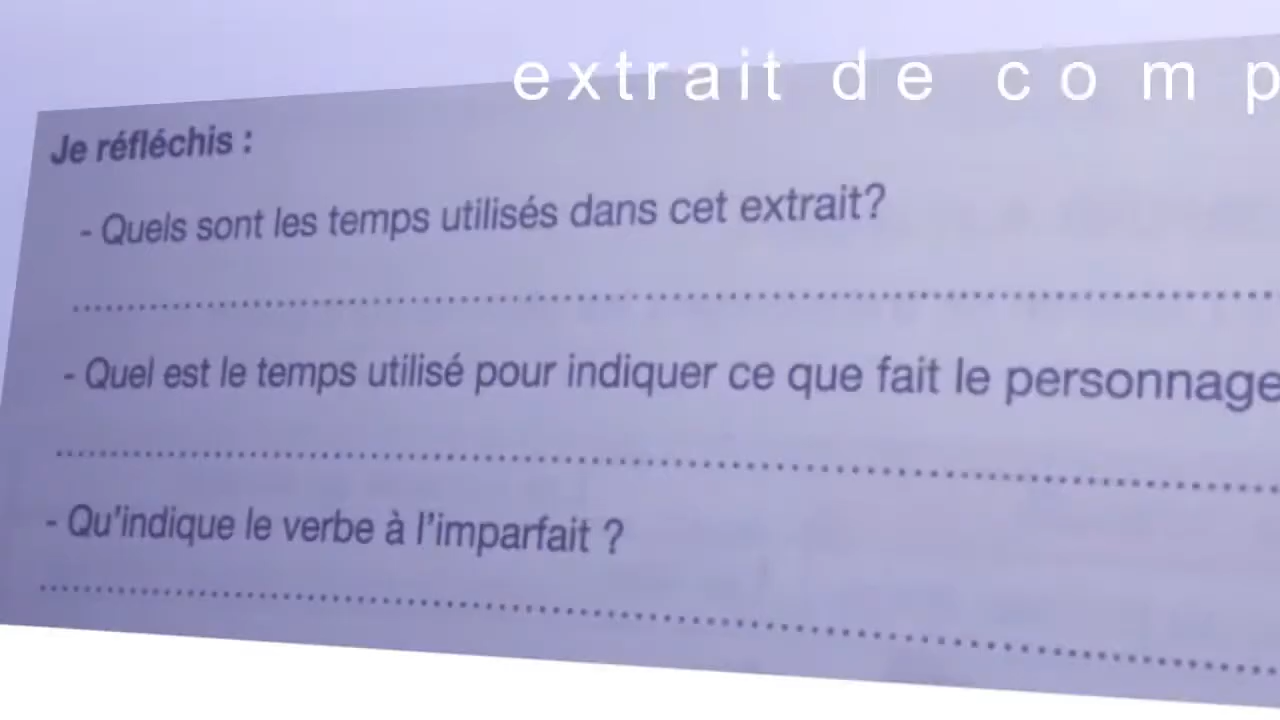 extrait de comp
Je réfléchis :
- Quels sont les temps utilisés dans cet extrait?
- Quel est le temps utilisé pour indiquer ce que fait le personnage
- Qu'indique le verbe à l'imparfait ?